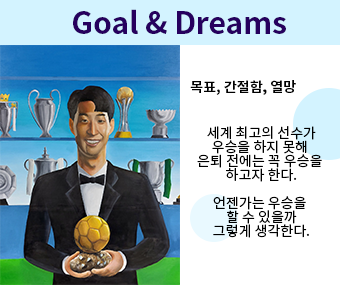 Goal & Dreams
목표, 간절함, 열망
세계 최고의 선수가
우승을 하지 못해
은퇴 전에는 꼭 우승을
하고자 한다.
언젠가는 우승을
할 수 있을까
그렇게 생각한다.